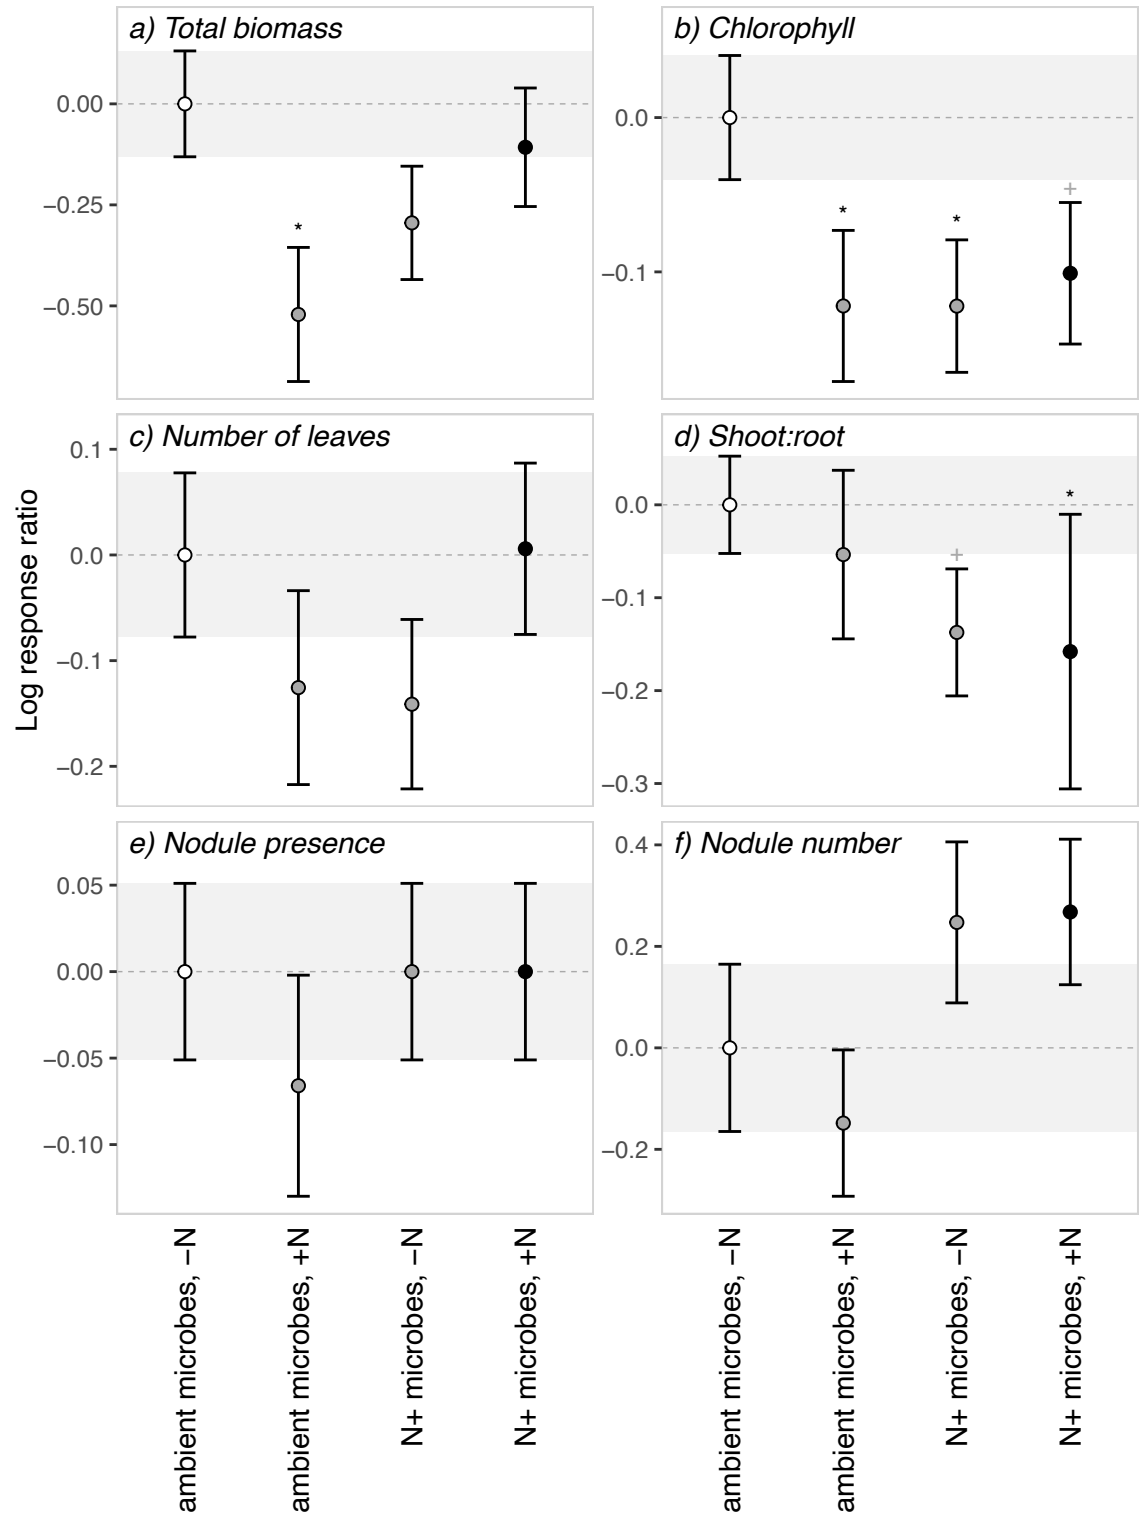 a) Total biomass
0.00
−0.25
−0.50
*
b) Chlorophyll
0.0
−0.1
*
*
+
Log response ratio
c) Number of leaves
0.1
0.0
−0.1
−0.2
d) Shoot:root
0.0
−0.1
−0.2
−0.3
+
*
e) Nodule presence
0.05
0.00
−0.05
−0.10
f) Nodule number
0.4
0.2
0.0
−0.2
ambient microbes, −N
ambient microbes, +N
N+ microbes, −N
N+ microbes, +N
ambient microbes, −N
ambient microbes, +N
N+ microbes, −N
N+ microbes, +N